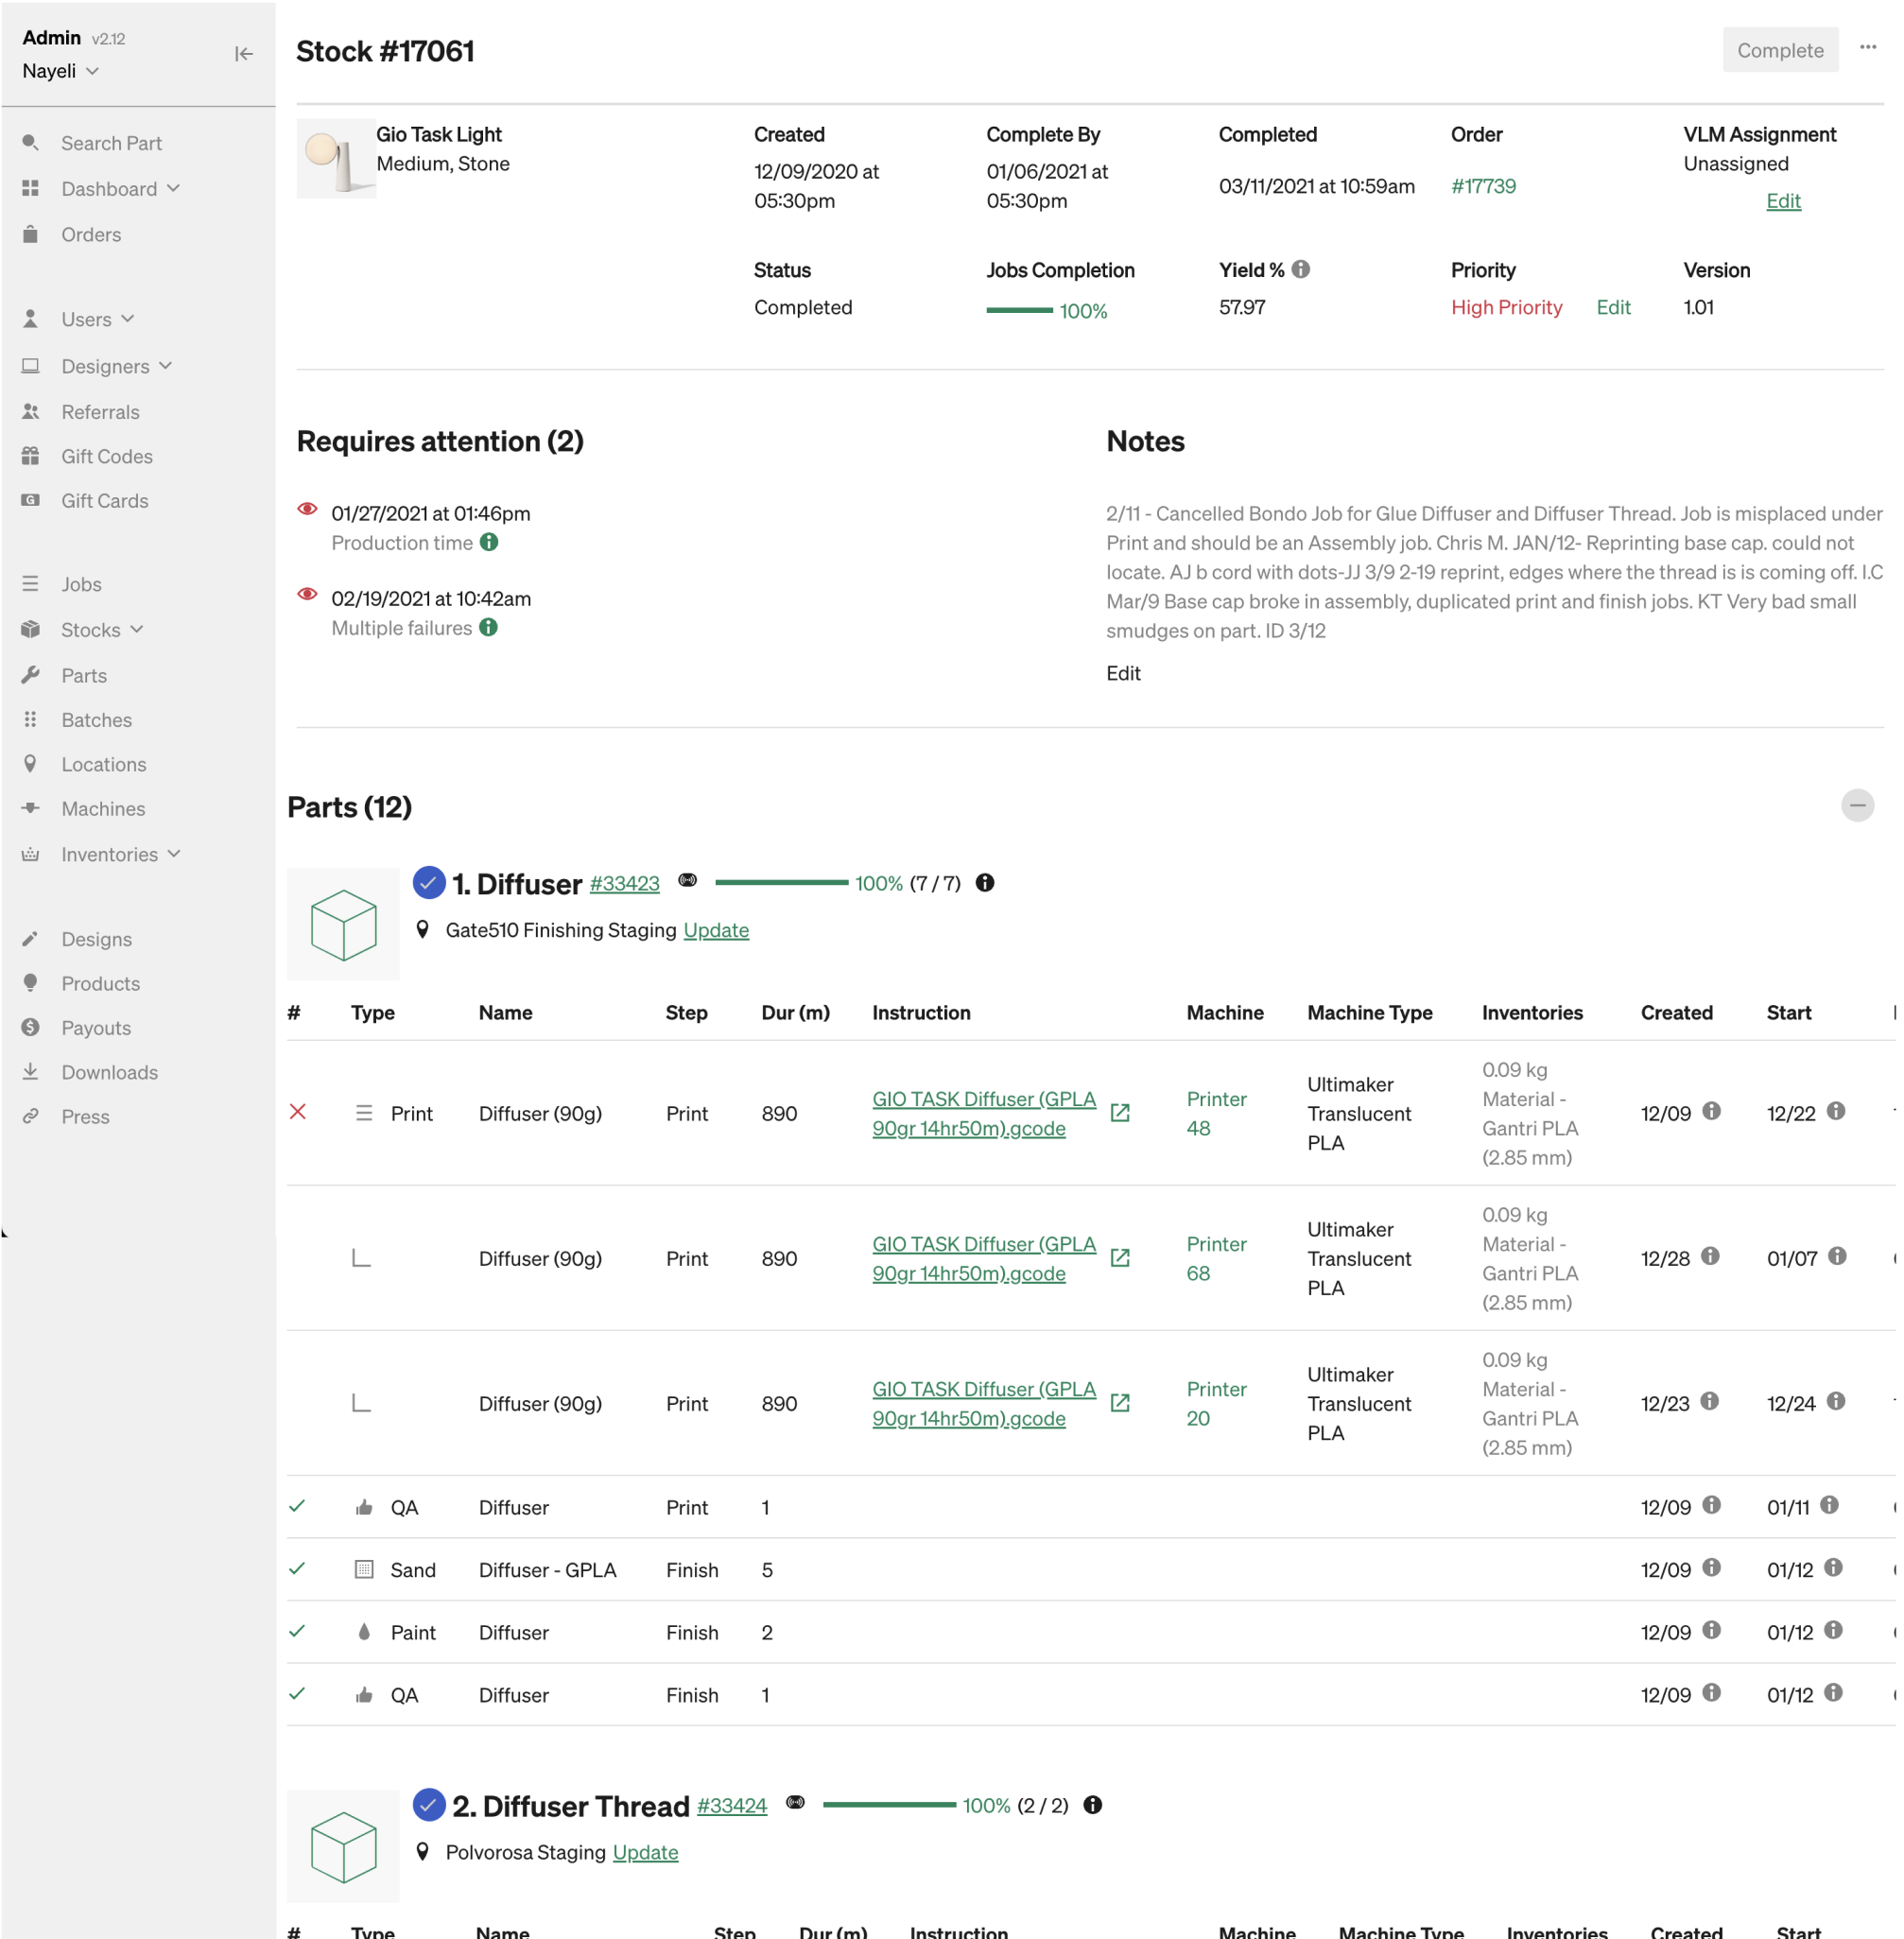 Admin v2.12
Nayeli
Search Part
Dashboard
Orders
Users
Designers
Referrals
Gift Codes
Gift Cards
Jobs
Stocks
Parts
Batches
Locations
Machines
Inventories
Designs
Products
Payouts
Downloads
Press
Stock #17061
Complete
Gio Task Light
Medium, Stone
Created
12/09/2020 at
05:30pm
Complete By
01/06/2021 at
05:30pm
Completed
03/11/2021 at 10:59am
Order
#17739
VLM Assignment
Unassigned
Edit
Status
Completed
Jobs Completion
100%
Yield %
57.97
Priority
High Priority Edit
Version
1.01
Requires attention (2)
01/27/2021 at 01:46pm
Production time
02/19/2021 at 10:42am
Multiple failures
Notes
2/11 - Cancelled Bondo Job for Glue Diffuser and Diffuser Thread. Job is misplaced under
Print and should be an Assembly job. Chris M. JAN/12- Reprinting base cap. could not
locate. AJ b cord with dots-JJ 3/9 2-19 reprint, edges where the thread is is coming off. I.C
Mar/9 Base cap broke in assembly, duplicated print and finish jobs. KT Very bad small
smudges on part. ID 3/12
Edit
Parts (12)
1. Diffuser #33423 100% (7 / 7)
Gate510 Finishing Staging Update
# Type Name Step Dur (m) Instruction Machine Machine Type Inventories Created Start
Print Diffuser (90g) Print 890 GIO TASK Diffuser (GPLA
90gr 14hr50m).gcode
Printer
48
Ultimaker
Translucent
PLA
0.09 kg
Material -
Gantri PLA
(2.85 mm)
12/09 12/22
Diffuser (90g) Print 890 GIO TASK Diffuser (GPLA
90gr 14hr50m).gcode
Printer
68
Ultimaker
Translucent
PLA
0.09 kg
Material -
Gantri PLA
(2.85 mm)
12/28 01/07
Diffuser (90g) Print 890 GIO TASK Diffuser (GPLA
90gr 14hr50m).gcode
Printer
20
Ultimaker
Translucent
PLA
0.09 kg
Material -
Gantri PLA
(2.85 mm)
12/23 12/24
QA Diffuser Print 1 12/09 01/11
Sand Diffuser - GPLA Finish 5 12/09 01/12
Paint Diffuser Finish 2 12/09 01/12
QA Diffuser Finish 1 12/09 01/12
2. Diffuser Thread #33424 100% (2 / 2)
Polvorosa Staging Update
# Type Name Step Dur (m) Instruction Machine Machine Type Inventories Created Start